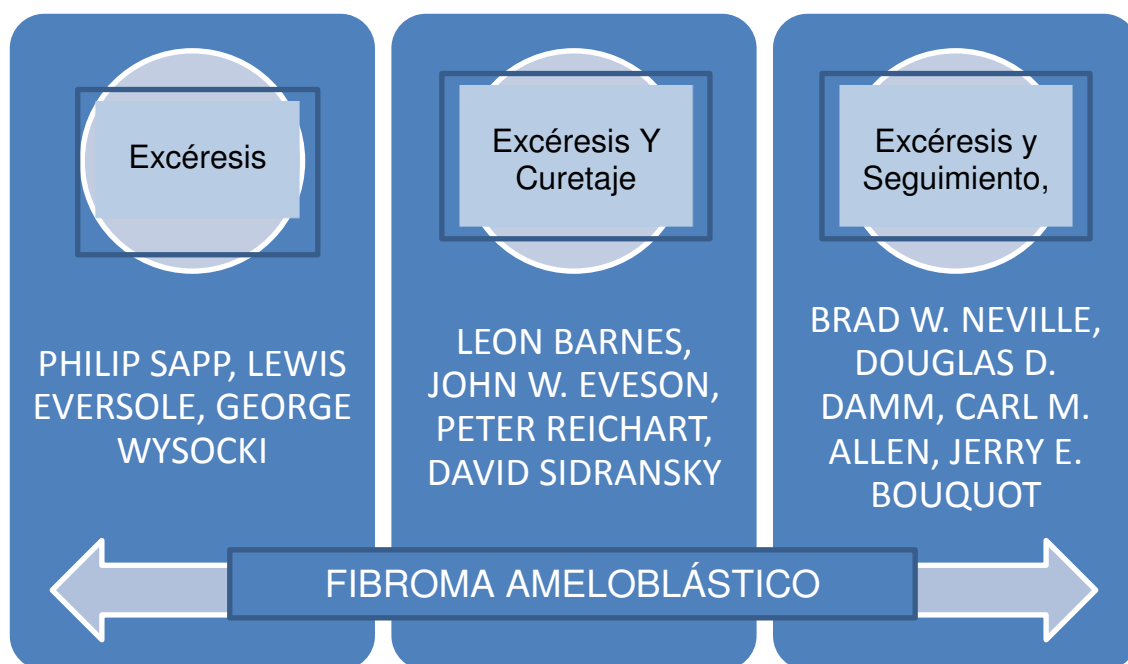 Excéresis
PHILIP SAPP, LEWIS
EVERSOLE, GEORGE
WYSOCKI
Excéresis Y
Curetaje
LEON BARNES,
JOHN W. EVESON,
PETER REICHART,
DAVID SIDRANSKY
Excéresis y
Seguimiento,
BRAD W. NEVILLE,
DOUGLAS D.
DAMM, CARL M.
ALLEN, JERRY E.
BOUQUOT
FIBROMA AMELOBLÁSTICO